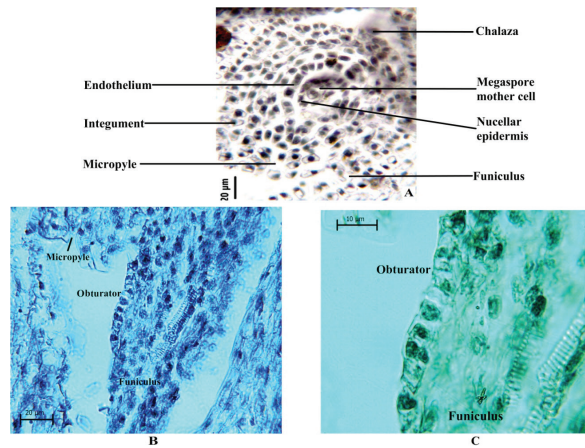 Chalaza
Endothelium
Megaspore
mother cell
Integument
Nucellar
epidermis
Micropyle
Funiculus
20 µm
A
Micropyle
Obturator
Funiculus
20 µm
B
10 µm
Obturator
Funiculus
C